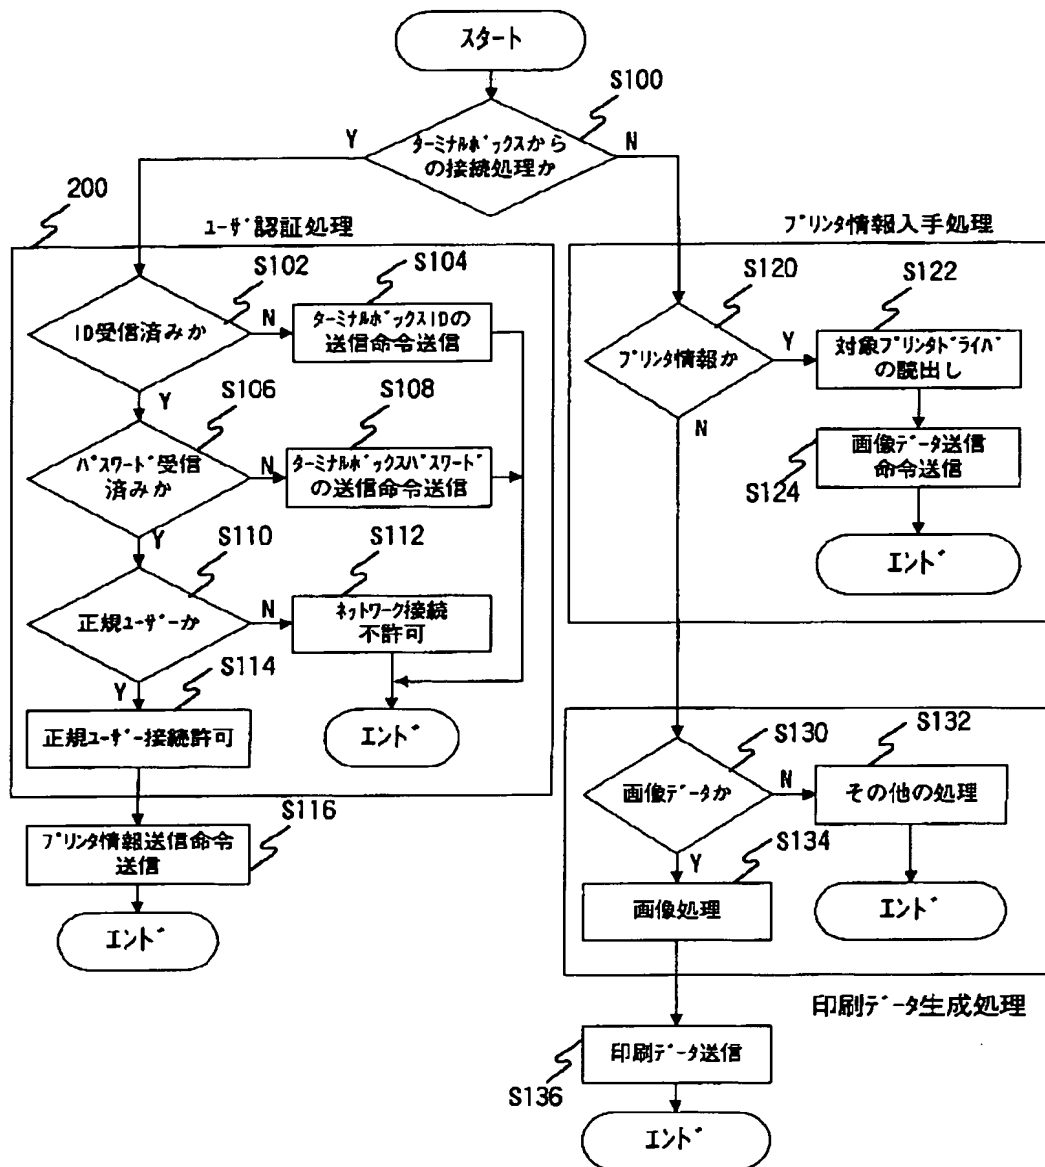 スタート
S100
ターミナルボックスから
の接続処理か
Y
N
200
ユーザ認証処理
S102
ID受信済みか
N
S104
ターミナルボックスIDの
送信命令送信
Y
S106
パスワード受信
済みか
N
S108
ターミナルボックスパスワード
の送信命令送信
Y
S110
正規ユーザーか
N
S112
ネットワーク接続
不許可
エンド
Y
S114
正規ユーザー接続許可
S116
プリンタ情報送信命令
送信
エンド
プリンタ情報入手処理
S120
プリンタ情報か
Y
S122
対象プリンタドライバ
の読出し
N
画像データ送信
命令送信
S124
エンド
S130
画像データか
N
S132
その他の処理
エンド
Y
S134
画像処理
印刷データ生成処理
印刷データ送信
S136
エンド